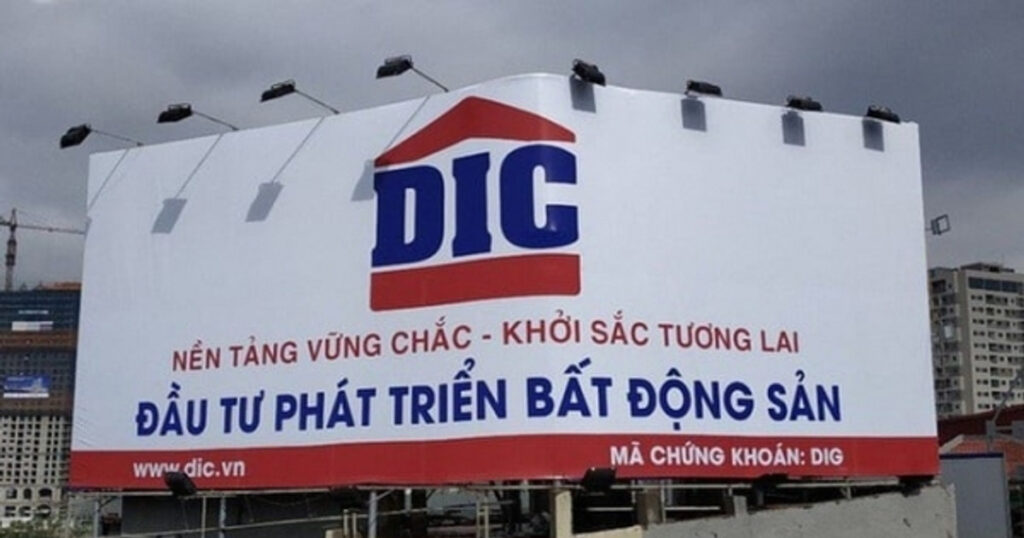 DIC
NỀN TẢNG VỮNG CHẮC - KHỞI SẮC TƯƠNG LAI
ĐẦU TƯ PHÁT TRIỂN BẤT ĐỘNG SẢN
www.dic.vn
MÃ CHỨNG KHOÁN: DIG